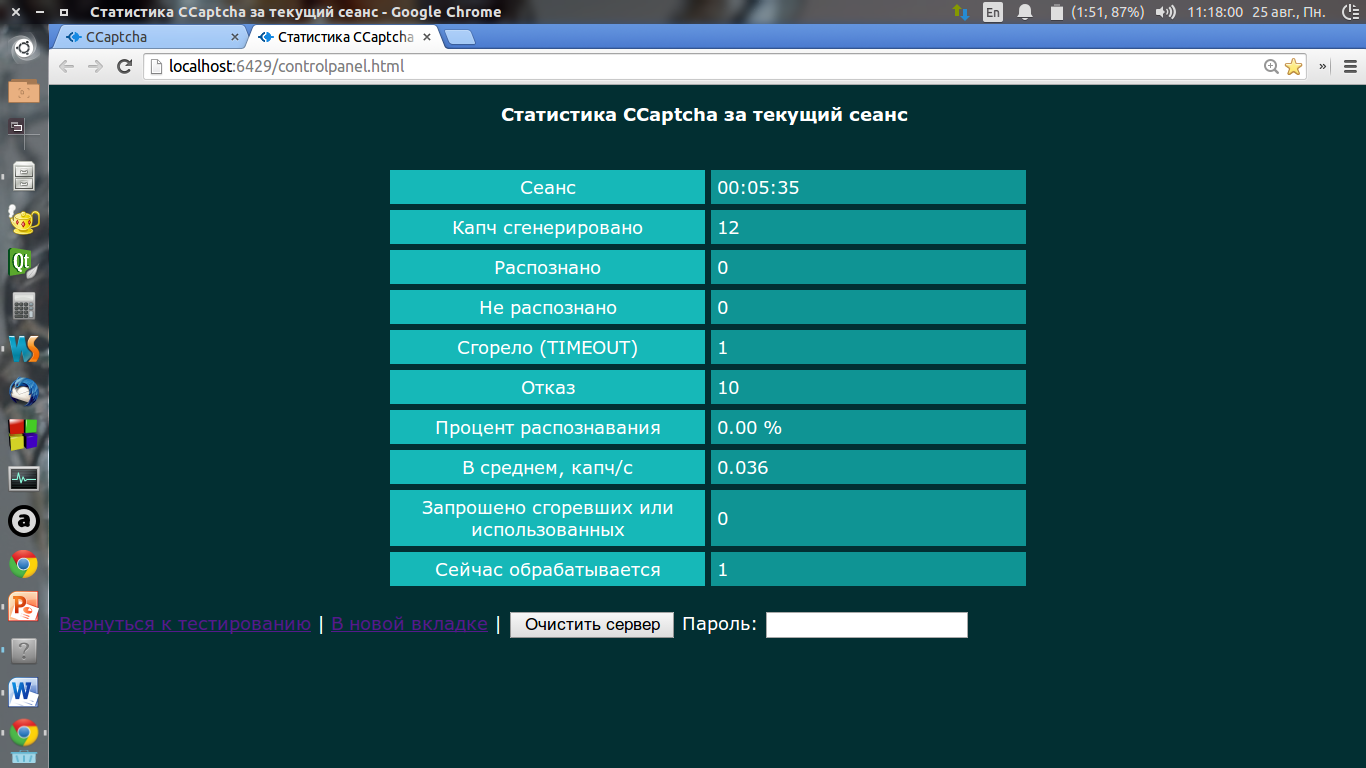 Статистика CCaptcha за текущий сеанс - Google Chrome
En
(1:51, 87%)
11:18:00
25 авг., Пн.
CCaptcha
Статистика CCaptcha
localhost:6429/controlpanel.html
»
Статистика CCaptcha за текущий сеанс
Сеанс 00:05:35
Капч сгенерировано 12
Распознано 0
Не распознано 0
Сгорело (TIMEOUT) 1
Отказ 10
Процент распознавания 0.00 %
В среднем, капч/с 0.036
Запрошено сгоревших или
использованных 0
Сейчас обрабатывается 1
Вернуться к тестированию | В новой вкладке | Очистить сервер Пароль:
Qt
a
P
?
W